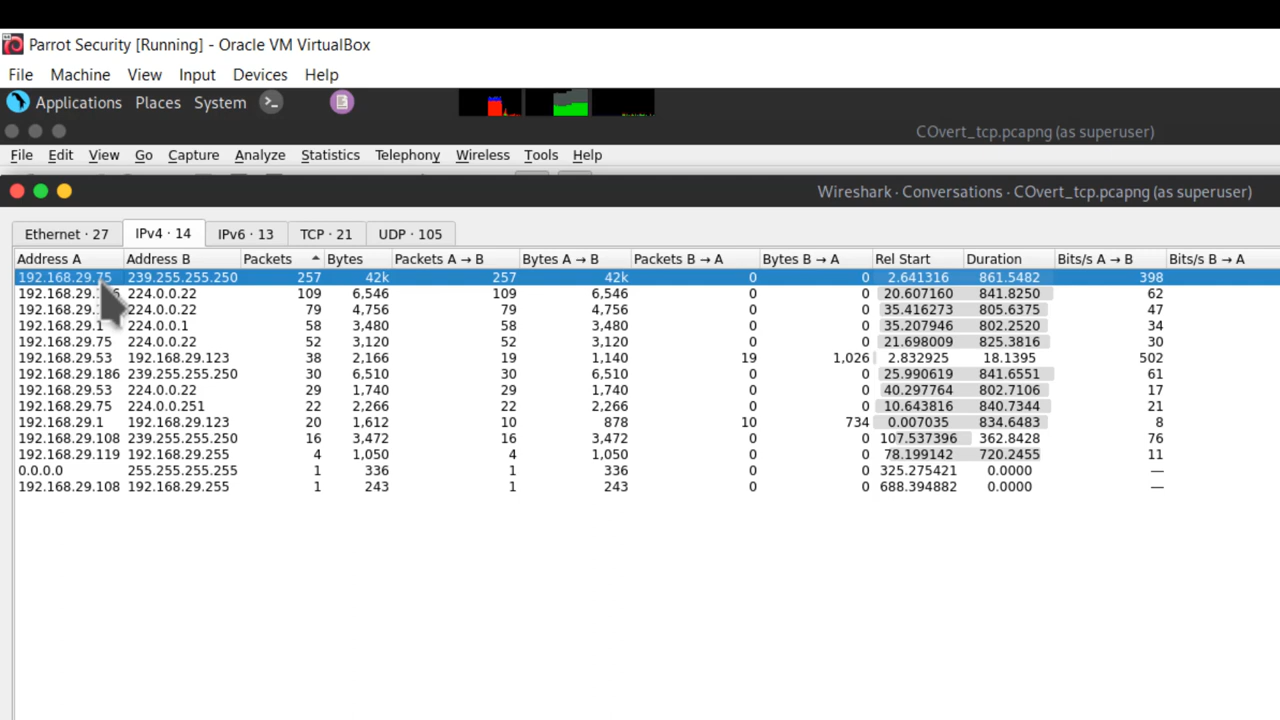 Parrot Security [Running] - Oracle VM VirtualBox
File Machine View Input Devices Help
Applications Places System
COvert_tcp.pcapng (as superuser)
File Edit View Go Capture Analyze Statistics Telephony Wireless Tools Help
Wireshark · Conversations · COvert_tcp.pcapng (as superuser)
Ethernet · 27 IPv4 · 14 IPv6 · 13 TCP · 21 UDP · 105
Address A Address B Packets Bytes Packets A → B Bytes A → B Packets B → A Bytes B → A Rel Start Duration Bits/s A → B Bits/s B → A
192.168.29.75 239.255.255.250 257 42k 257 42k 0 0 2.641316 861.5482 398
224.0.0.22 109 6,546 109 6,546 0 0 20.607160 841.8250 62
224.0.0.22 79 4,756 79 4,756 0 0 35.416273 805.6375 47
192.168.29.1 224.0.0.1 58 3,480 58 3,480 0 0 35.207946 802.2520 34
192.168.29.75 224.0.0.22 52 3,120 52 3,120 0 0 21.698009 825.3816 30
192.168.29.53 192.168.29.123 38 2,166 19 1,140 19 1,026 2.832925 18.1395 502
192.168.29.186 239.255.255.250 30 6,510 30 6,510 0 0 25.990619 841.6551 61
192.168.29.53 224.0.0.22 29 1,740 29 1,740 0 0 40.297764 802.7106 17
192.168.29.75 224.0.0.251 22 2,266 22 2,266 0 0 10.643816 840.7344 21
192.168.29.1 192.168.29.123 20 1,612 10 878 10 734 0.007035 834.6483 8
192.168.29.108 239.255.255.250 16 3,472 16 3,472 0 0 107.537396 362.8428 76
192.168.29.119 192.168.29.255 4 1,050 4 1,050 0 0 78.199142 720.2455 11
0.0.0.0 255.255.255.255 1 336 1 336 0 0 325.275421 0.0000 —
192.168.29.108 192.168.29.255 1 243 1 243 0 0 688.394882 0.0000 —